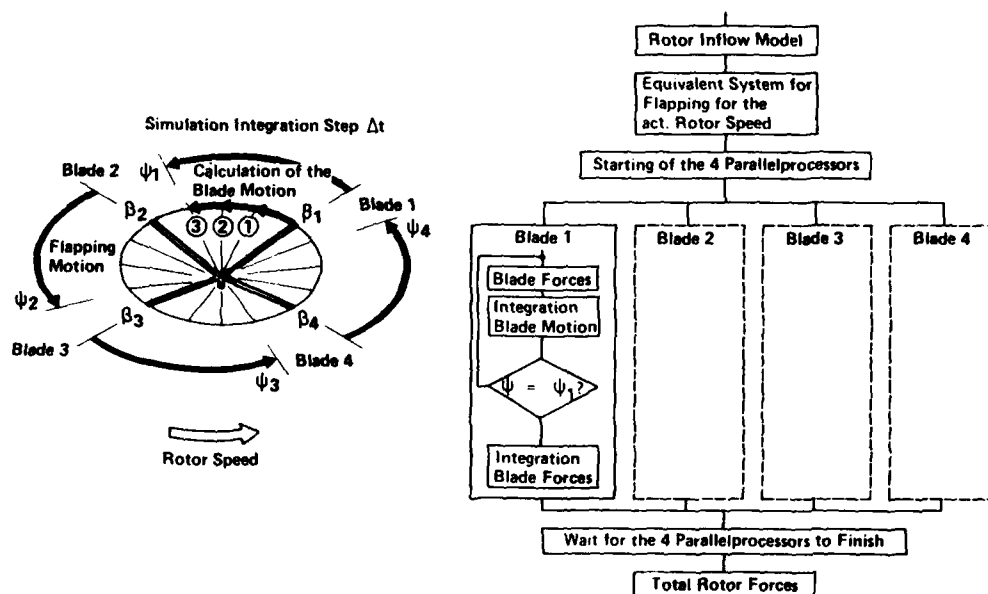 Simulation Integration Step Δt
Blade 2
ψ1
Calculation of the
Blade Motion
Blade 1
β2
β1
ψ4
③ ② ①
Flapping
Motion
ψ2
β3
β4
Blade 3
Blade 4
ψ3
Rotor Speed
Rotor Inflow Model
Equivalent System for
Flapping for the
act. Rotor Speed
Starting of the 4 Parallelprocessors
Blade 1
Blade 2
Blade 3
Blade 4
Blade Forces
Integration
Blade Motion
ψ = ψ1?
Integration
Blade Forces
Wait for the 4 Parallelprocessors to Finish
Total Rotor Forces